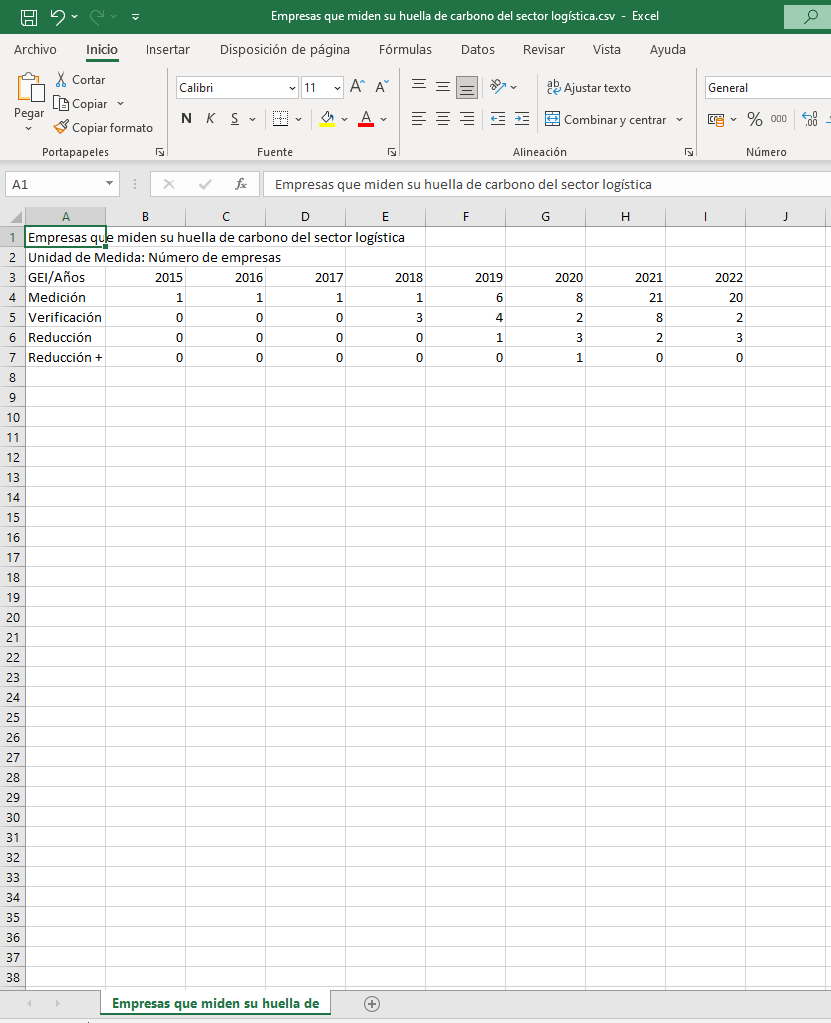 Empresas que miden su huella de carbono del sector logística.csv - Excel
Archivo Inicio Insertar Disposición de página Fórmulas Datos Revisar Vista Ayuda
Pegar
Cortar
Copiar
Copiar formato
Portapapeles
Calibri 11 A A
N K S A
Fuente
ab Ajustar texto
Combinar y centrar
Alineación
General
% 000
Número
A1 fx Empresas que miden su huella de carbono del sector logística
A B C D E F G H I J
1 Empresas que miden su huella de carbono del sector logística
2 Unidad de Medida: Número de empresas
3 GEI/Años 2015 2016 2017 2018 2019 2020 2021 2022
4 Medición 1 1 1 1 6 8 21 20
5 Verificación 0 0 0 3 4 2 8 2
6 Reducción 0 0 0 0 1 3 2 3
7 Reducción + 0 0 0 0 0 1 0 0
8
9
10
11
12
13
14
15
16
17
18
19
20
21
22
23
24
25
26
27
28
29
30
31
32
33
34
35
36
37
38
Empresas que miden su huella de